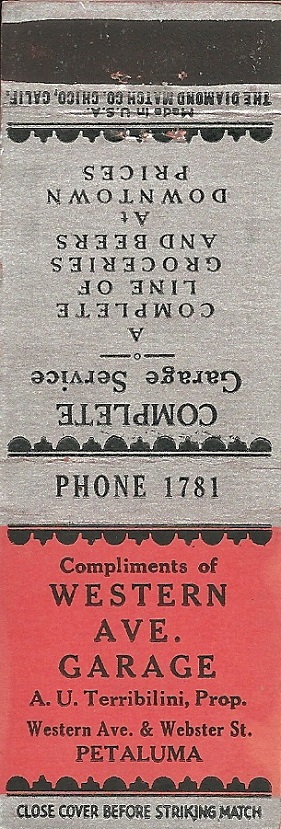 THE DIAMOND MATCH CO. CHICO, CALIF.
Made in U.S.A.
COMPLETE
Garage Service
A
COMPLETE
LINE OF
GROCERIES
AND BEERS
At
DOWNTOWN
PRICES
PHONE 1781
Compliments of
WESTERN
AVE.
GARAGE
A. U. Terribilini, Prop.
Western Ave. & Webster St.
PETALUMA
CLOSE COVER BEFORE STRIKING MATCH